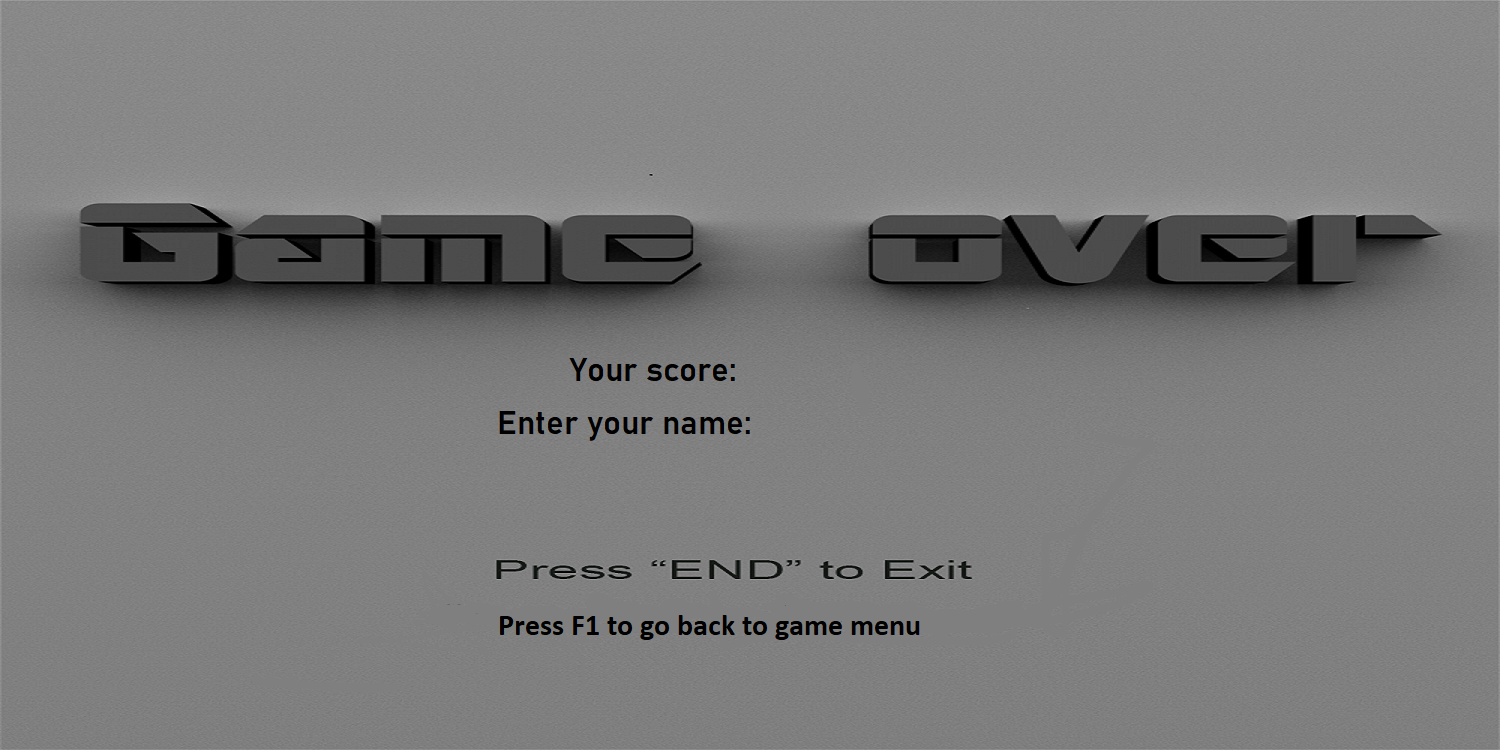 Game over
Your score:
Enter your name:
Press “END” to Exit
Press F1 to go back to game menu